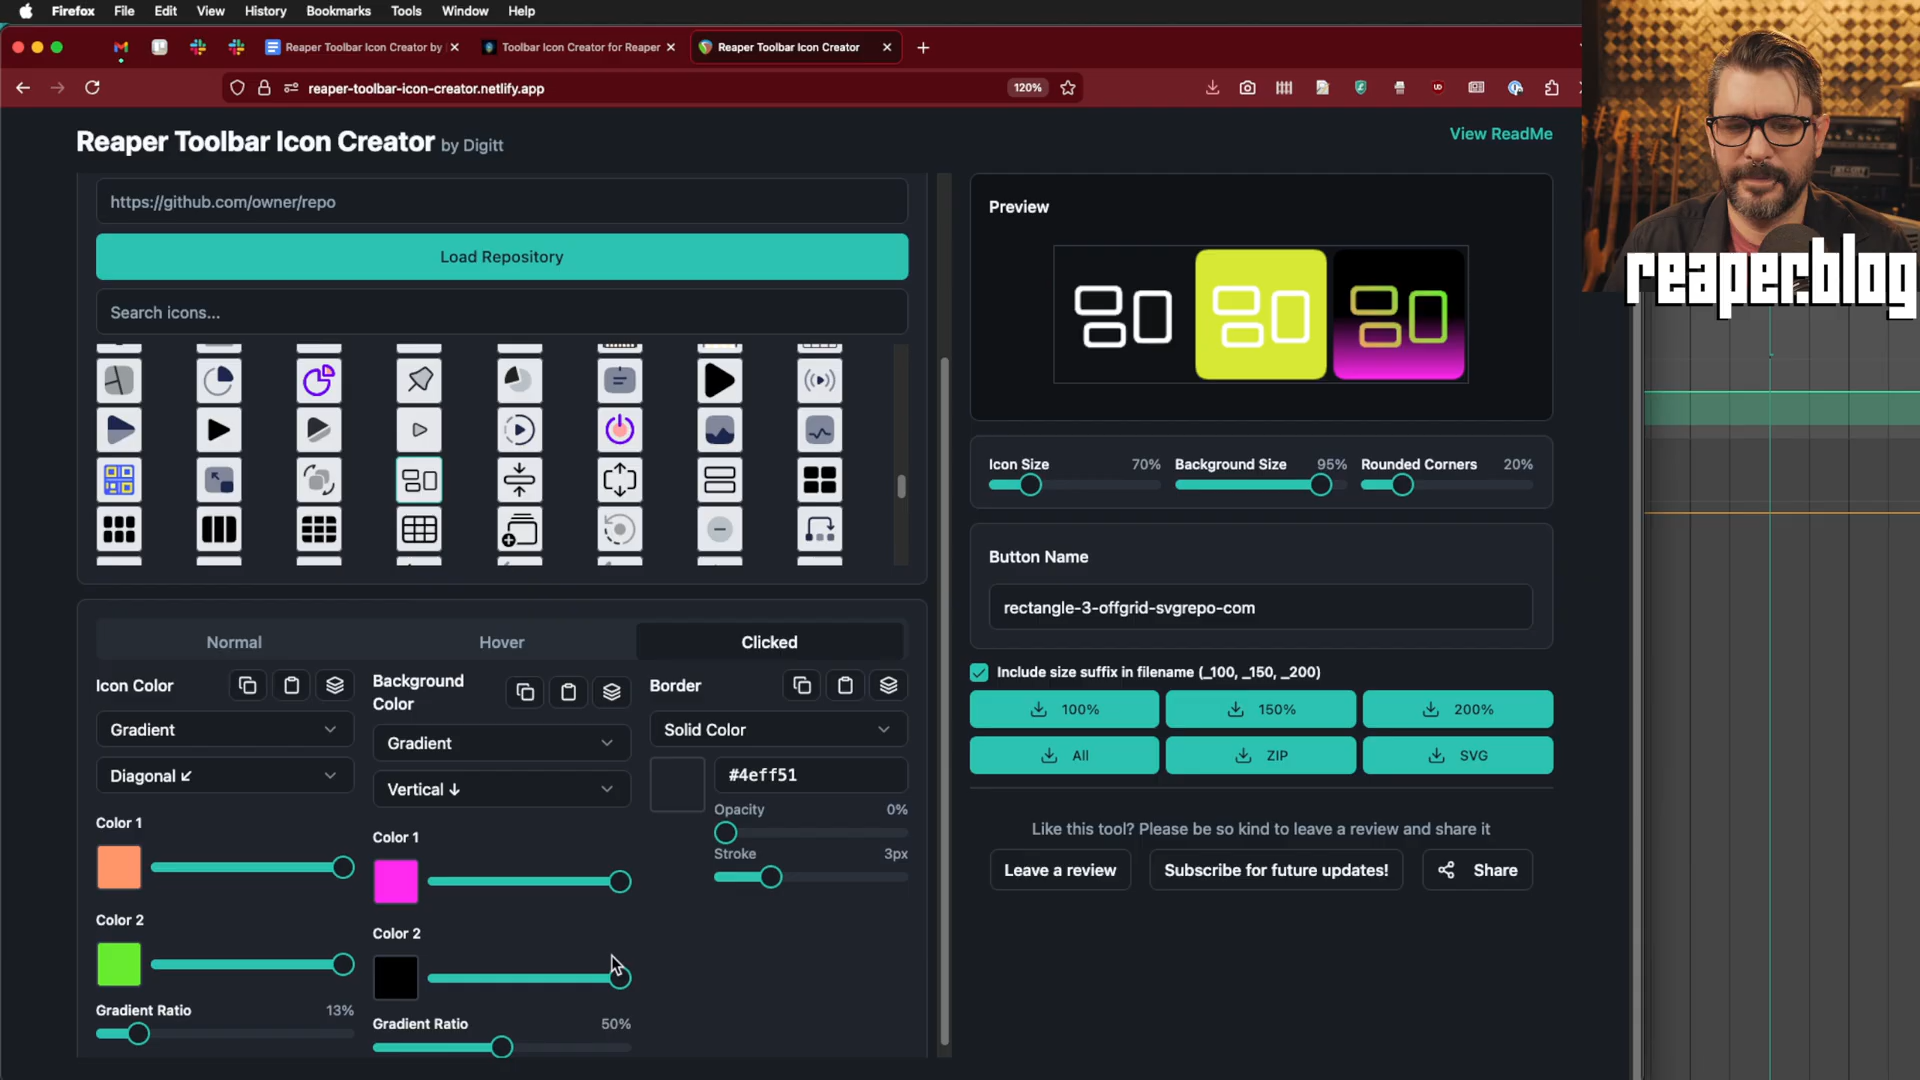 Firefox File Edit View History Bookmarks Tools Window Help
Reaper Toolbar Icon Creator by
Toolbar Icon Creator for Reaper
Reaper Toolbar Icon Creator
reaper-toolbar-icon-creator.netlify.app
120%
Reaper Toolbar Icon Creator by Digitt
View ReadMe
https://github.com/owner/repo
Load Repository
Search icons...
Normal
Hover
Clicked
Icon Color
Gradient
Diagonal ↙
Color 1
Color 2
Gradient Ratio 13%
Background
Color
Gradient
Vertical ↓
Color 1
Color 2
Gradient Ratio 50%
Border
Solid Color
#4eff51
Opacity 0%
Stroke 3px
Preview
Icon Size 70%
Background Size 95%
Rounded Corners 20%
Button Name
rectangle-3-offgrid-svgrepo-com
Include size suffix in filename (_100, _150, _200)
100%
150%
200%
All
ZIP
SVG
Like this tool? Please be so kind to leave a review and share it
Leave a review
Subscribe for future updates!
Share
reaper.blog